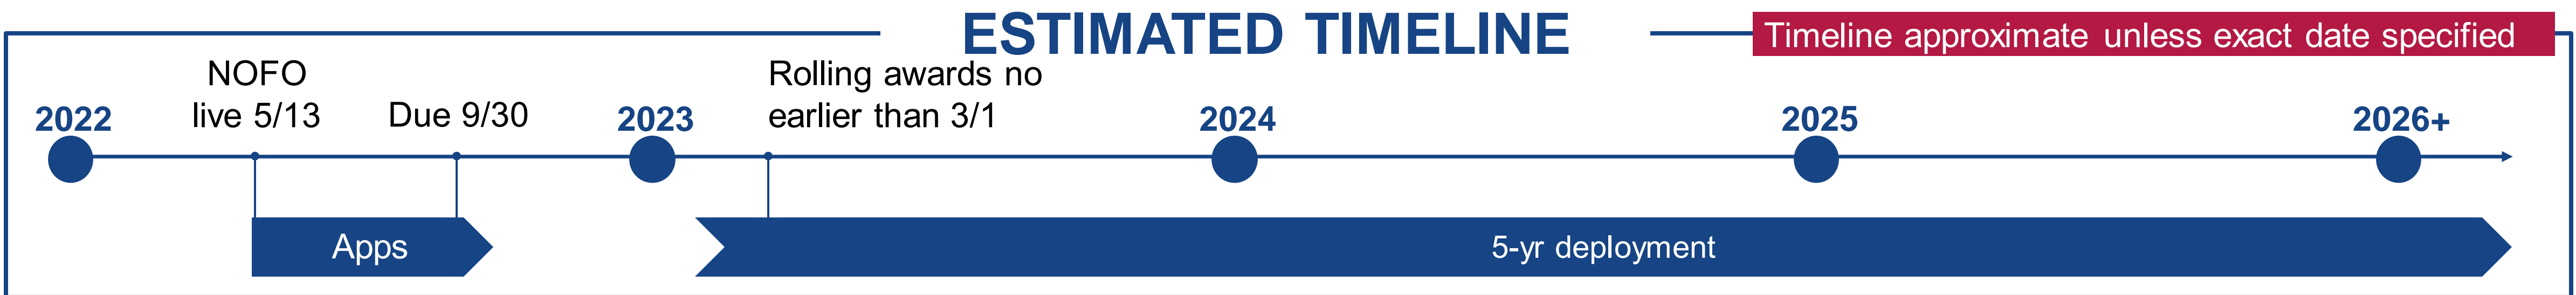 ESTIMATED TIMELINE
Timeline approximate unless exact date specified
2022
NOFO
live 5/13
Due 9/30
2023
Rolling awards no
earlier than 3/1
2024
2025
2026+
Apps
5-yr deployment